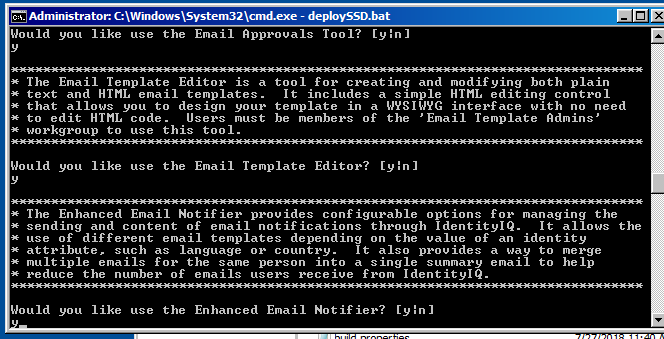 Administrator: C:\Windows\System32\cmd.exe - deploySSD.bat
Would you like use the Email Approvals Tool? [y|n]
y
*******************************************************************************
* The Email Template Editor is a tool for creating and modifying both plain
* text and HTML email templates.  It includes a simple HTML editing control
* that allows you to design your template in a WYSIWYG interface with no need
* to edit HTML code.  Users must be members of the 'Email Template Admins'
* workgroup to use this tool.
*******************************************************************************
Would you like use the Email Template Editor? [y|n]
y
*******************************************************************************
* The Enhanced Email Notifier provides configurable options for managing the
* sending and content of email notifications through IdentityIQ.  It allows the
* use of different email templates depending on the value of an identity
* attribute, such as language or country.  It also provides a way to merge
* multiple emails for the same person into a single summary email to help
* reduce the number of emails users receive from IdentityIQ.
*******************************************************************************
Would you like use the Enhanced Email Notifier? [y|n]
y_
build.properties 7/27/2018 11:40 A